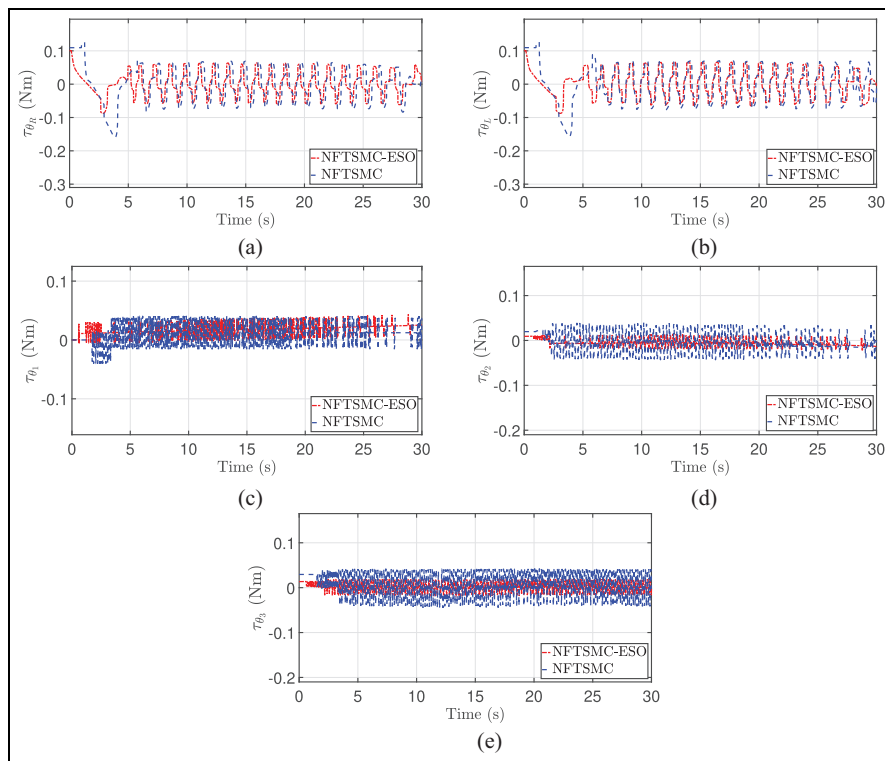 0.1
0
-0.1
-0.2
-0.3
τθR (Nm)
NFTSMC-ESO
NFTSMC
0 5 10 15 20 25 30
Time (s)
(a)
0.1
0
-0.1
-0.2
-0.3
τθL (Nm)
NFTSMC-ESO
NFTSMC
0 5 10 15 20 25 30
Time (s)
(b)
0.1
0
-0.1
τθ1 (Nm)
NFTSMC-ESO
NFTSMC
0 5 10 15 20 25 30
Time (s)
(c)
0.1
0
-0.1
-0.2
τθ2 (Nm)
NFTSMC-ESO
NFTSMC
0 5 10 15 20 25 30
Time (s)
(d)
0.1
0
-0.1
-0.2
τθ3 (Nm)
NFTSMC-ESO
NFTSMC
0 5 10 15 20 25 30
Time (s)
(e)